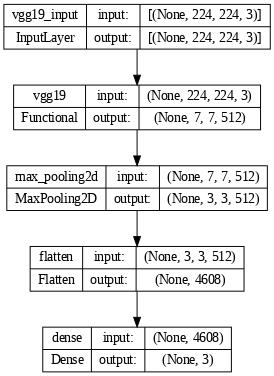 vgg19_input input: [(None, 224, 224, 3)]
InputLayer output: [(None, 224, 224, 3)]
vgg19 input: (None, 224, 224, 3)
Functional output: (None, 7, 7, 512)
max_pooling2d input: (None, 7, 7, 512)
MaxPooling2D output: (None, 3, 3, 512)
flatten input: (None, 3, 3, 512)
Flatten output: (None, 4608)
dense input: (None, 4608)
Dense output: (None, 3)